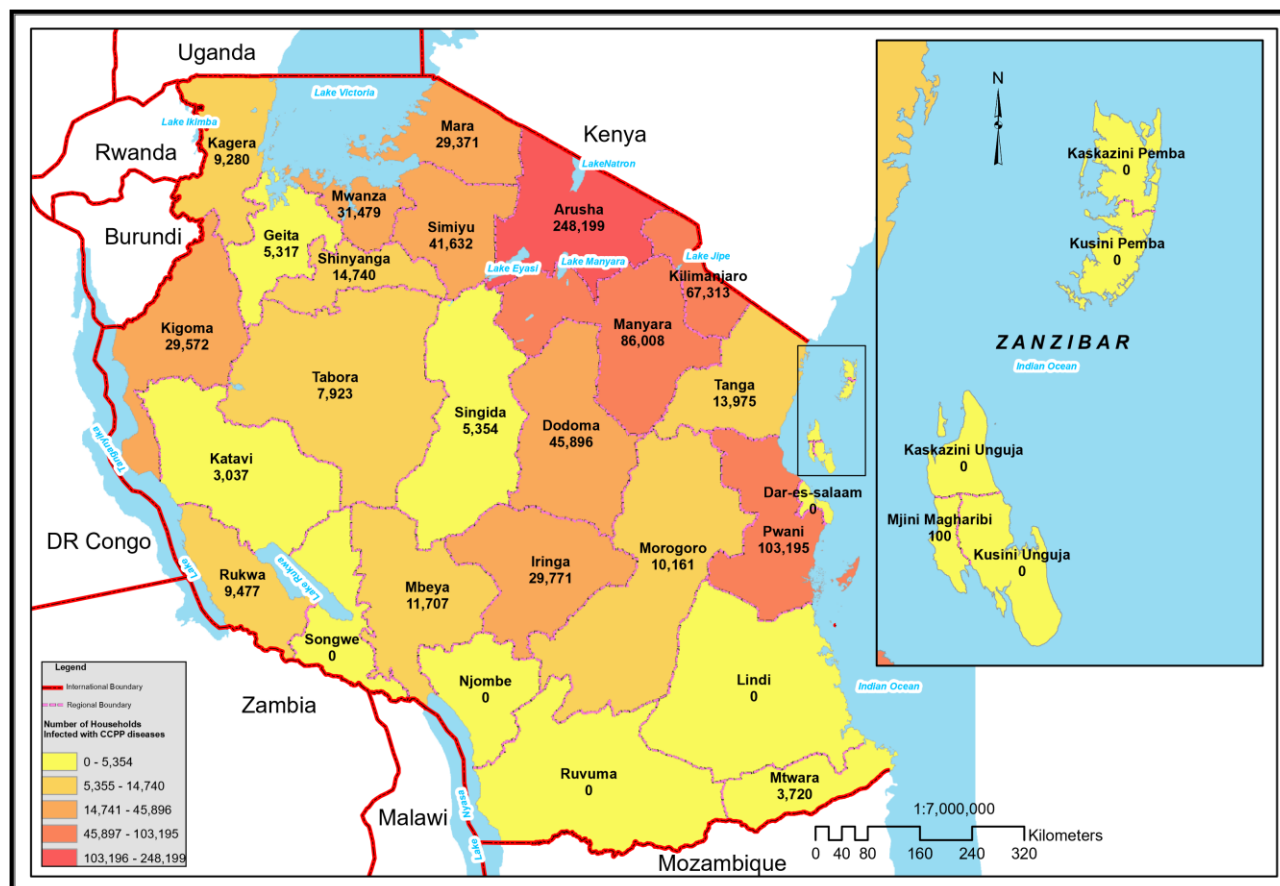 Uganda
Lake Victoria
Lake Ikimba
Kagera
9,280
Mara
29,371
Kenya
Rwanda
LakeNatron
Mwanza
31,479
Arusha
248,199
Burundi
Geita
5,317
Simiyu
41,632
Shinyanga
14,740
Lake Eyasi
Lake Manyara
Lake Jipe
Kilimanjaro
67,313
Kigoma
29,572
Manyara
86,008
Tabora
7,923
Singida
5,354
Tanga
13,975
Dodoma
45,896
Katavi
3,037
Lake Tanganyika
Dar-es-salaam
0
Pwani
103,195
DR Congo
Rukwa
9,477
Lake Rukwa
Mbeya
11,707
Iringa
29,771
Morogoro
10,161
Songwe
0
Njombe
0
Lindi
0
Indian Ocean
Zambia
Ruvuma
0
Mtwara
3,720
Malawi
Lake Nyasa
Mozambique
N
Kaskazini Pemba
0
Kusini Pemba
0
ZANZIBAR
Indian Ocean
Kaskazini Unguja
0
Mjini Magharibi
100
Kusini Unguja
0
Legend
International Boundary
Regional Boundary
Number of Households
Infected with CCPP diseases
0 - 5,354
5,355 - 14,740
14,741 - 45,896
45,897 - 103,195
103,196 - 248,199
1:7,000,000
Kilometers
0 40 80 160 240 320